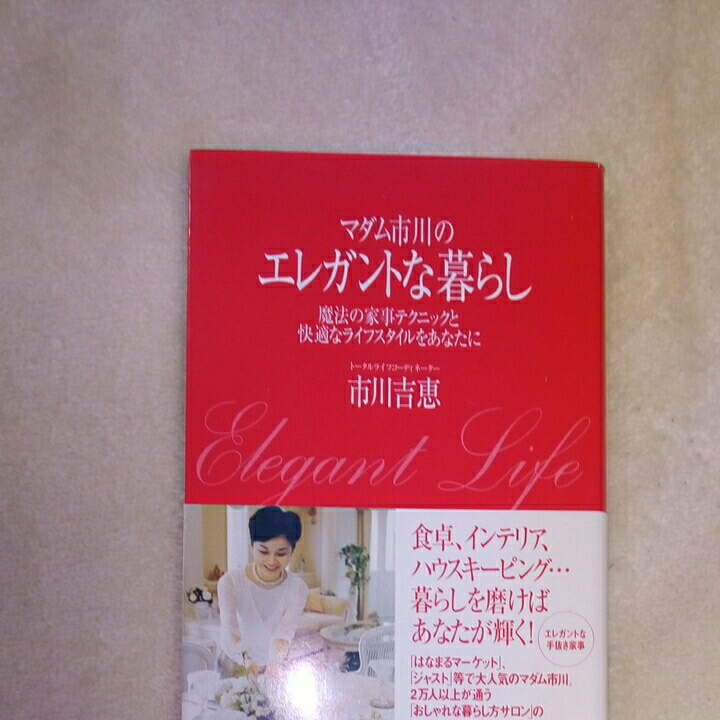 マダム市川の
エレガントな暮らし
魔法の家事テクニックと
快適なライフスタイルをあなたに
トータルライフコーディネーター
市川吉恵
Elegant Life
食卓、インテリア、
ハウスキーピング…
暮らしを磨けば
あなたが輝く!
エレガントな
手抜き家事
「はなまるマーケット」、
「ジャスト」等で大人気のマダム市川。
2万人以上が通う
「おしゃれな暮らし方サロン」の